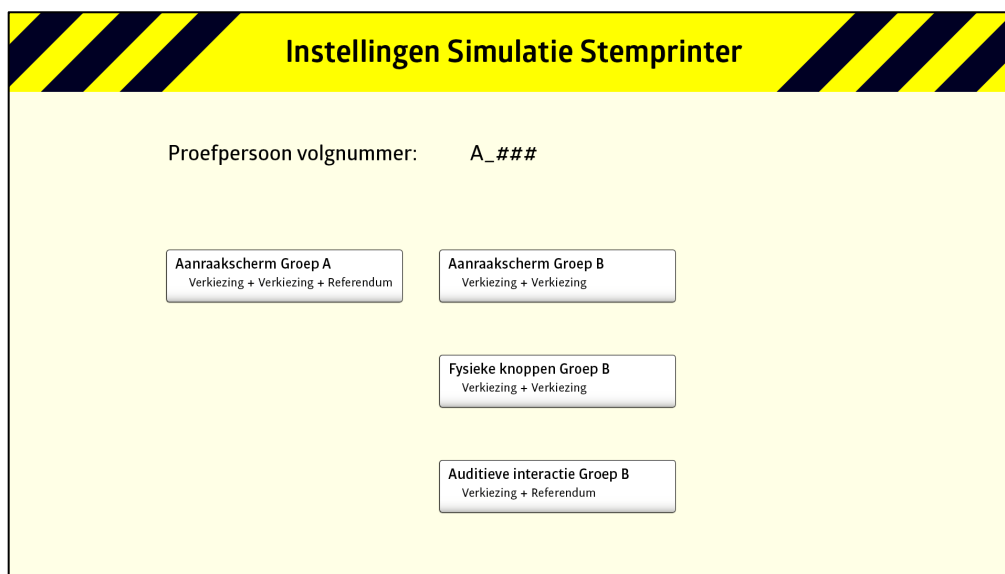 Instellingen Simulatie Stemprinter
Proefpersoon volgnummer: A_###
Aanraakscherm Groep A
Verkiezing + Verkiezing + Referendum
Aanraakscherm Groep B
Verkiezing + Verkiezing
Fysieke knoppen Groep B
Verkiezing + Verkiezing
Auditieve interactie Groep B
Verkiezing + Referendum